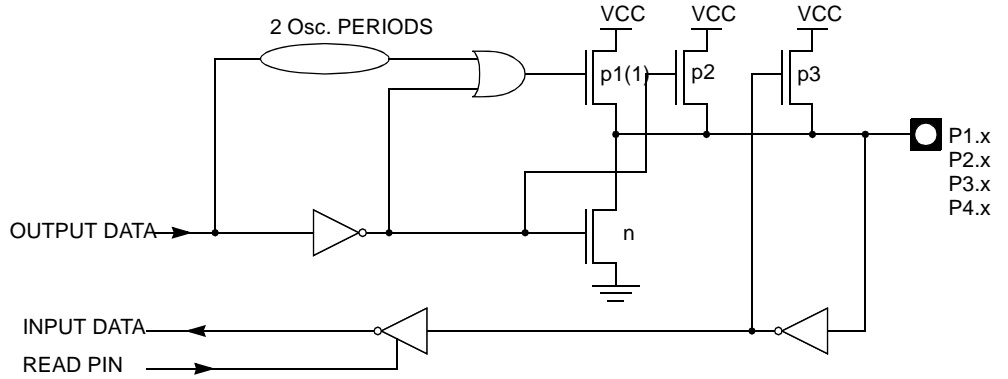 2 Osc. PERIODS
VCC
VCC
VCC
p1(1)
p2
p3
P1.x
P2.x
P3.x
P4.x
OUTPUT DATA
n
INPUT DATA
READ PIN